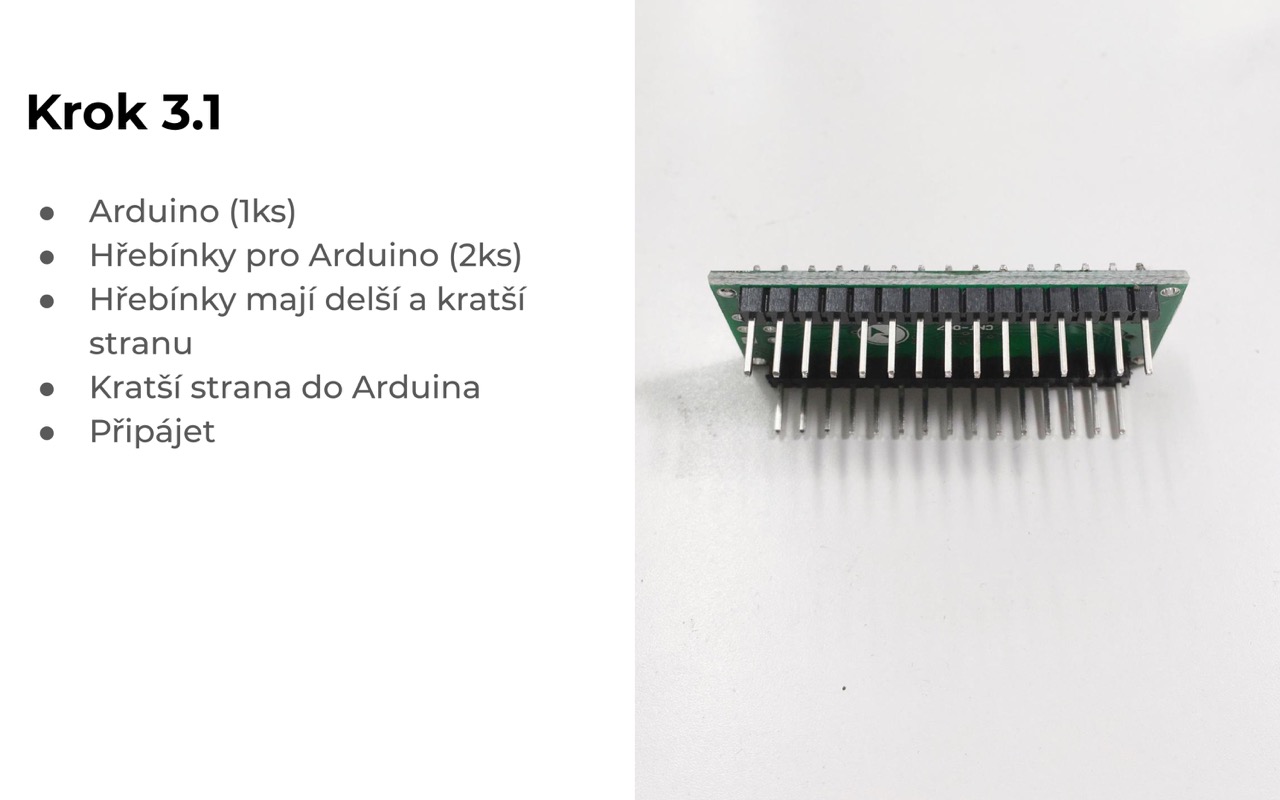 Krok 3.1
● Arduino (1ks)
● Hřebínky pro Arduino (2ks)
● Hřebínky mají delší a kratší
stranu
● Kratší strana do Arduina
● Připájet